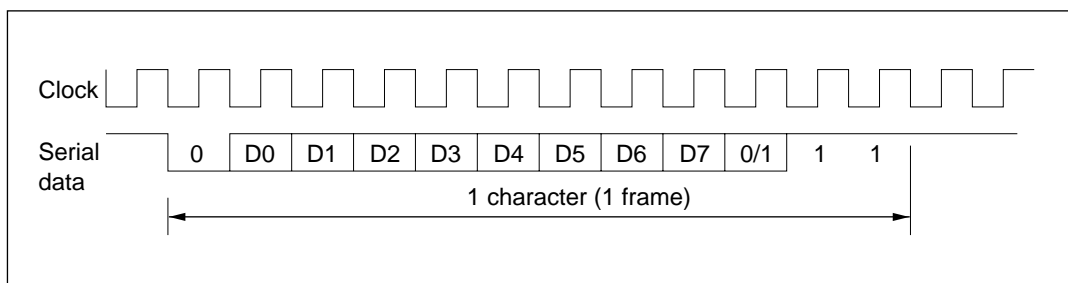 Clock
Serial
data
0 D0 D1 D2 D3 D4 D5 D6 D7 0/1 1 1
1 character (1 frame)